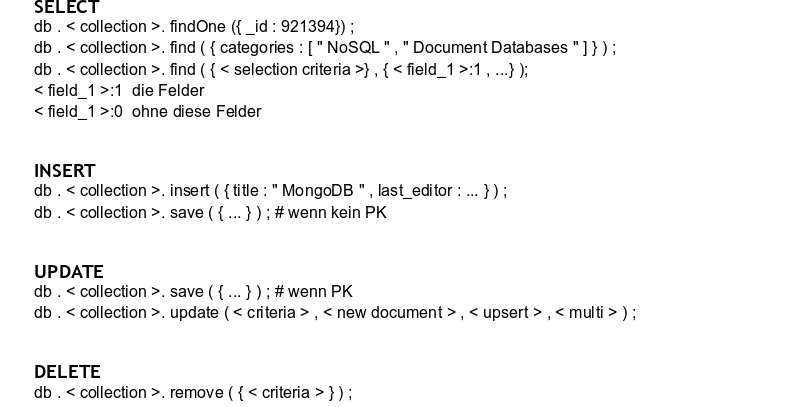 SELECT
db . < collection >. findOne ({ _id : 921394}) ;
db . < collection >. find ( { categories : [ " NoSQL " , " Document Databases " ] } ) ;
db . < collection >. find ( { < selection criteria >} , { < field_1 >:1 , ...} );
< field_1 >:1  die Felder
< field_1 >:0  ohne diese Felder
INSERT
db . < collection >. insert ( { title : " MongoDB " , last_editor : ... } ) ;
db . < collection >. save ( { ... } ) ; # wenn kein PK
UPDATE
db . < collection >. save ( { ... } ) ; # wenn PK
db . < collection >. update ( < criteria > , < new document > , < upsert > , < multi > ) ;
DELETE
db . < collection >. remove ( { < criteria > } ) ;